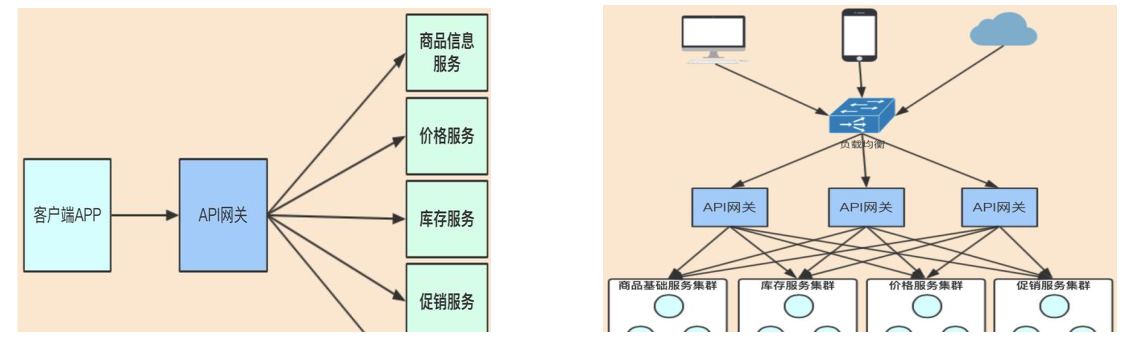 商品信息
服务
价格服务
客户端APP
API网关
库存服务
促销服务
负载均衡
API网关
API网关
API网关
商品基础服务集群
库存服务集群
价格服务集群
促销服务集群